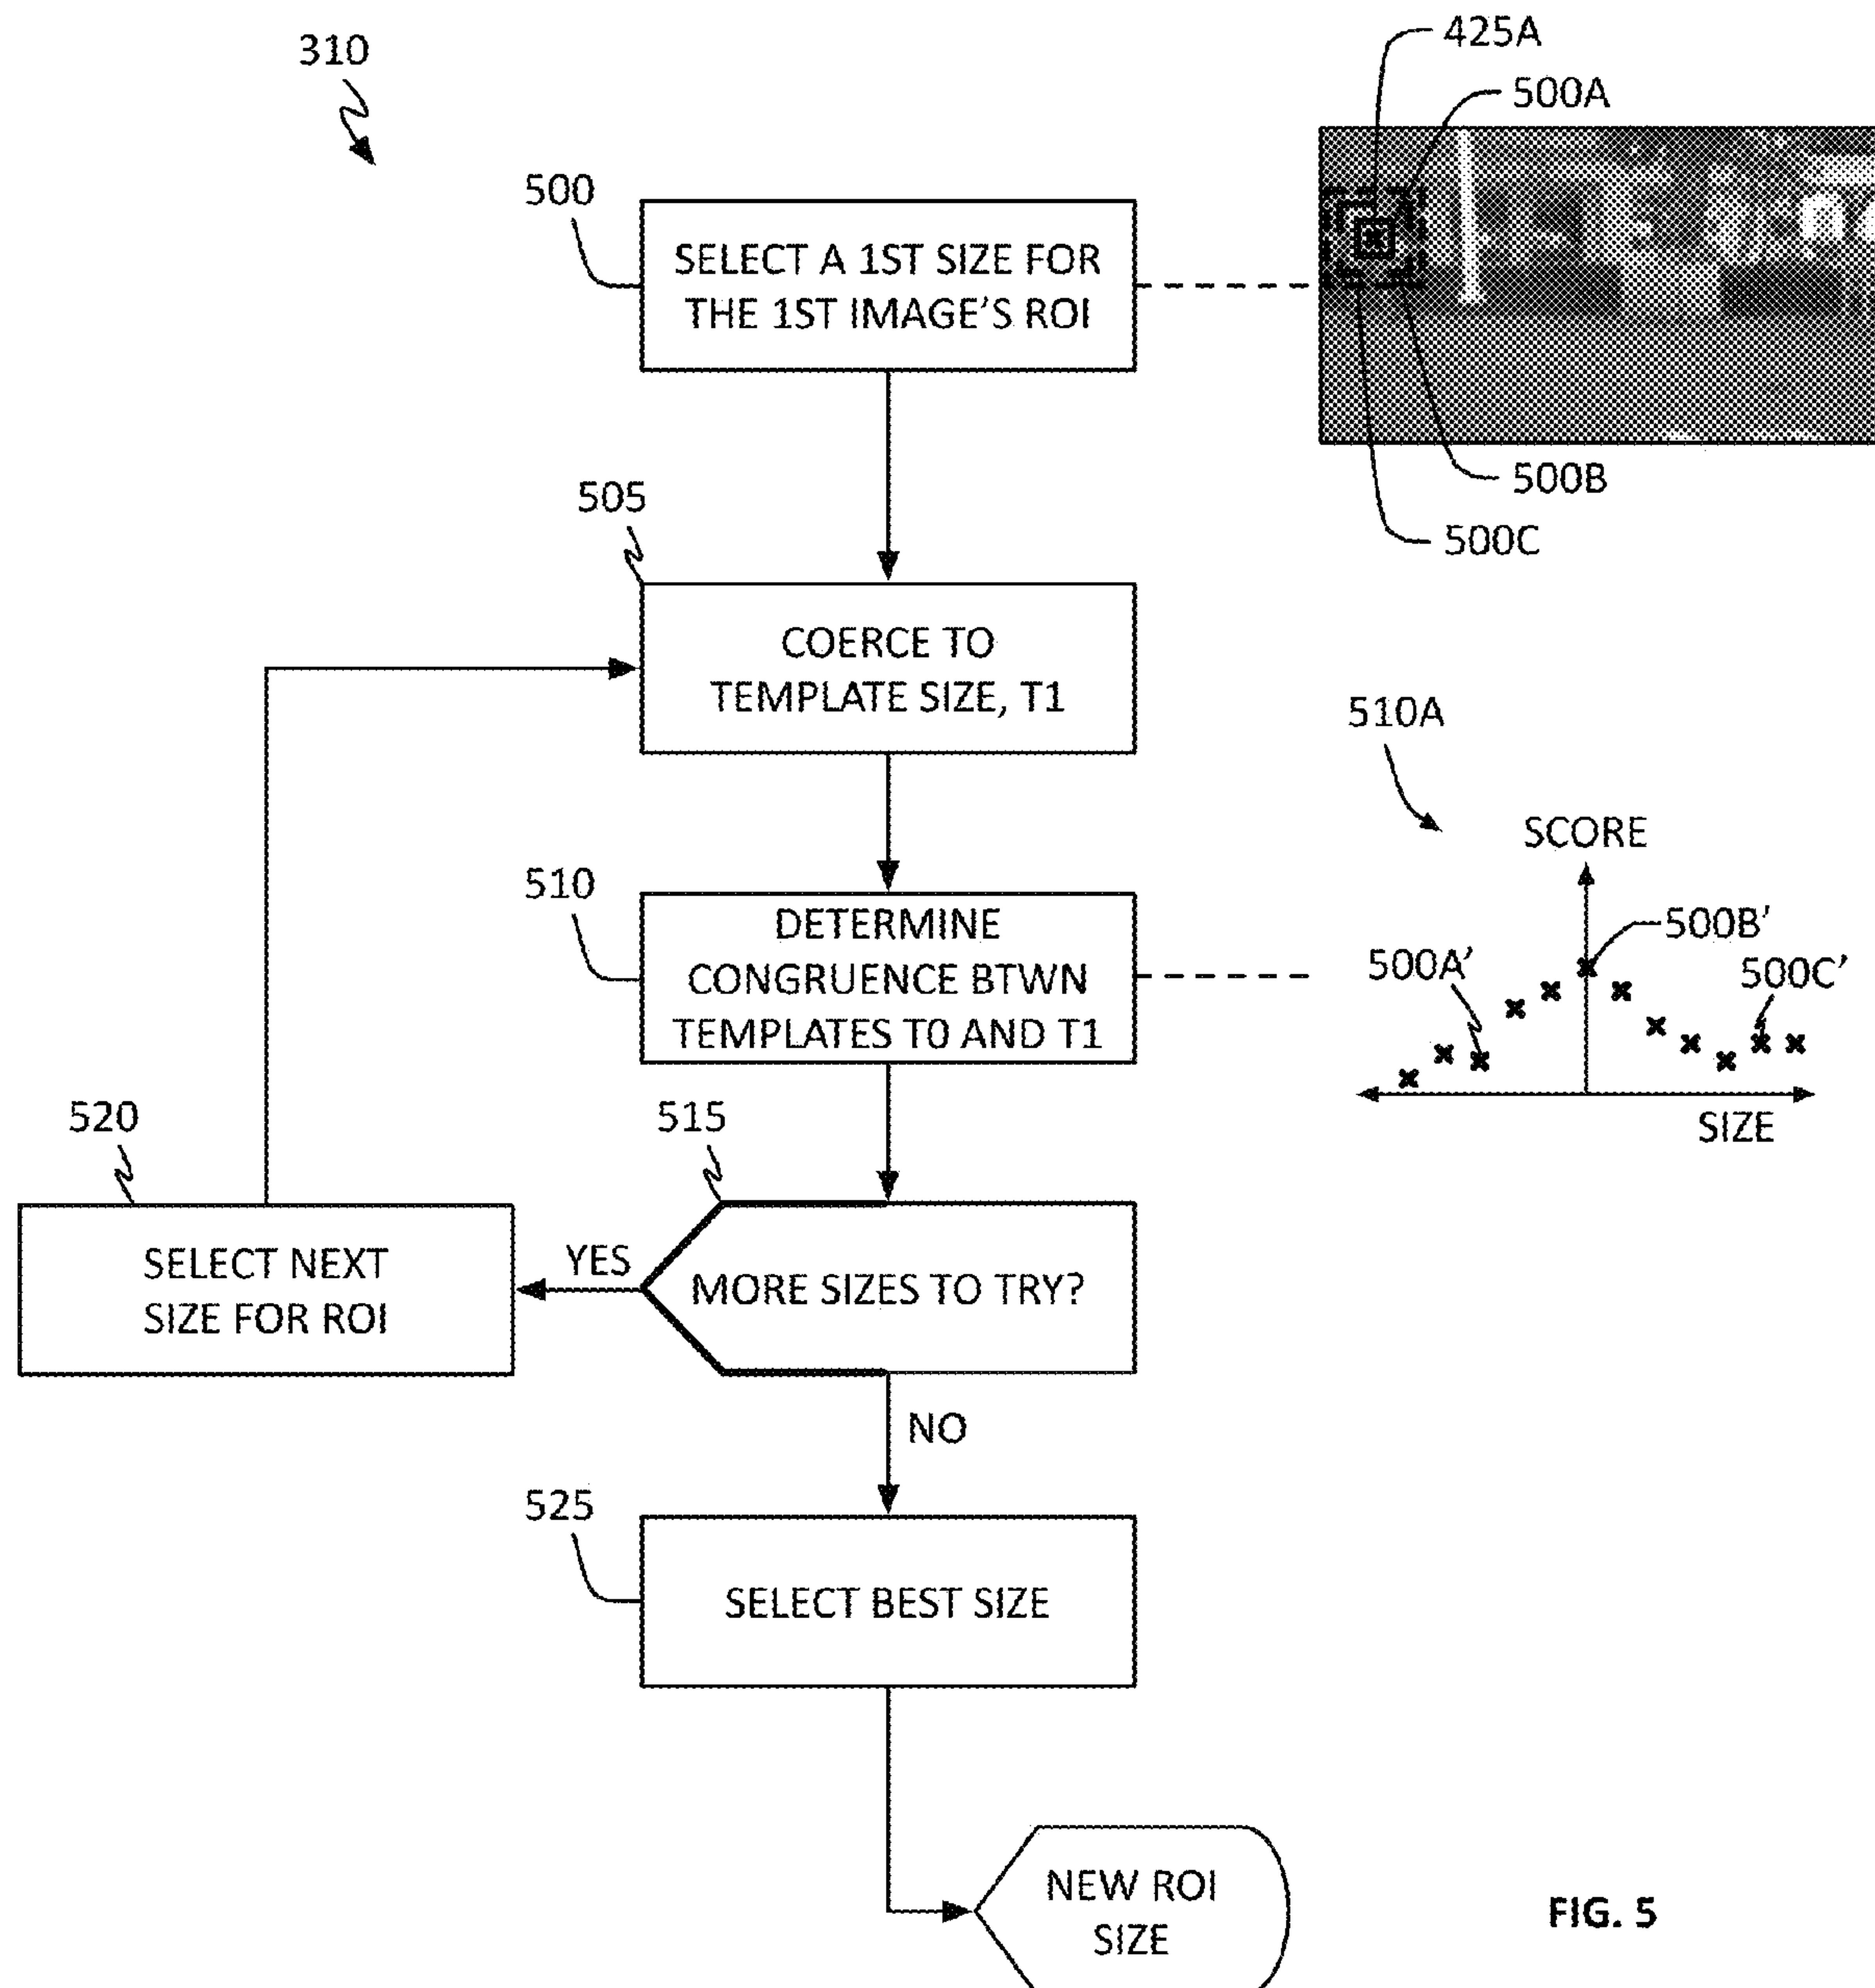 310
425A
500A
500
SELECT A 1ST SIZE FOR
THE 1ST IMAGE'S ROI
500B
500C
505
COERCE TO
TEMPLATE SIZE, T1
510A
SCORE
510
DETERMINE
CONGRUENCE BTWN
TEMPLATES T0 AND T1
500A'
500B'
500C'
SIZE
520
515
SELECT NEXT
SIZE FOR ROI
YES
MORE SIZES TO TRY?
NO
525
SELECT BEST SIZE
NEW ROI
SIZE
FIG. 5